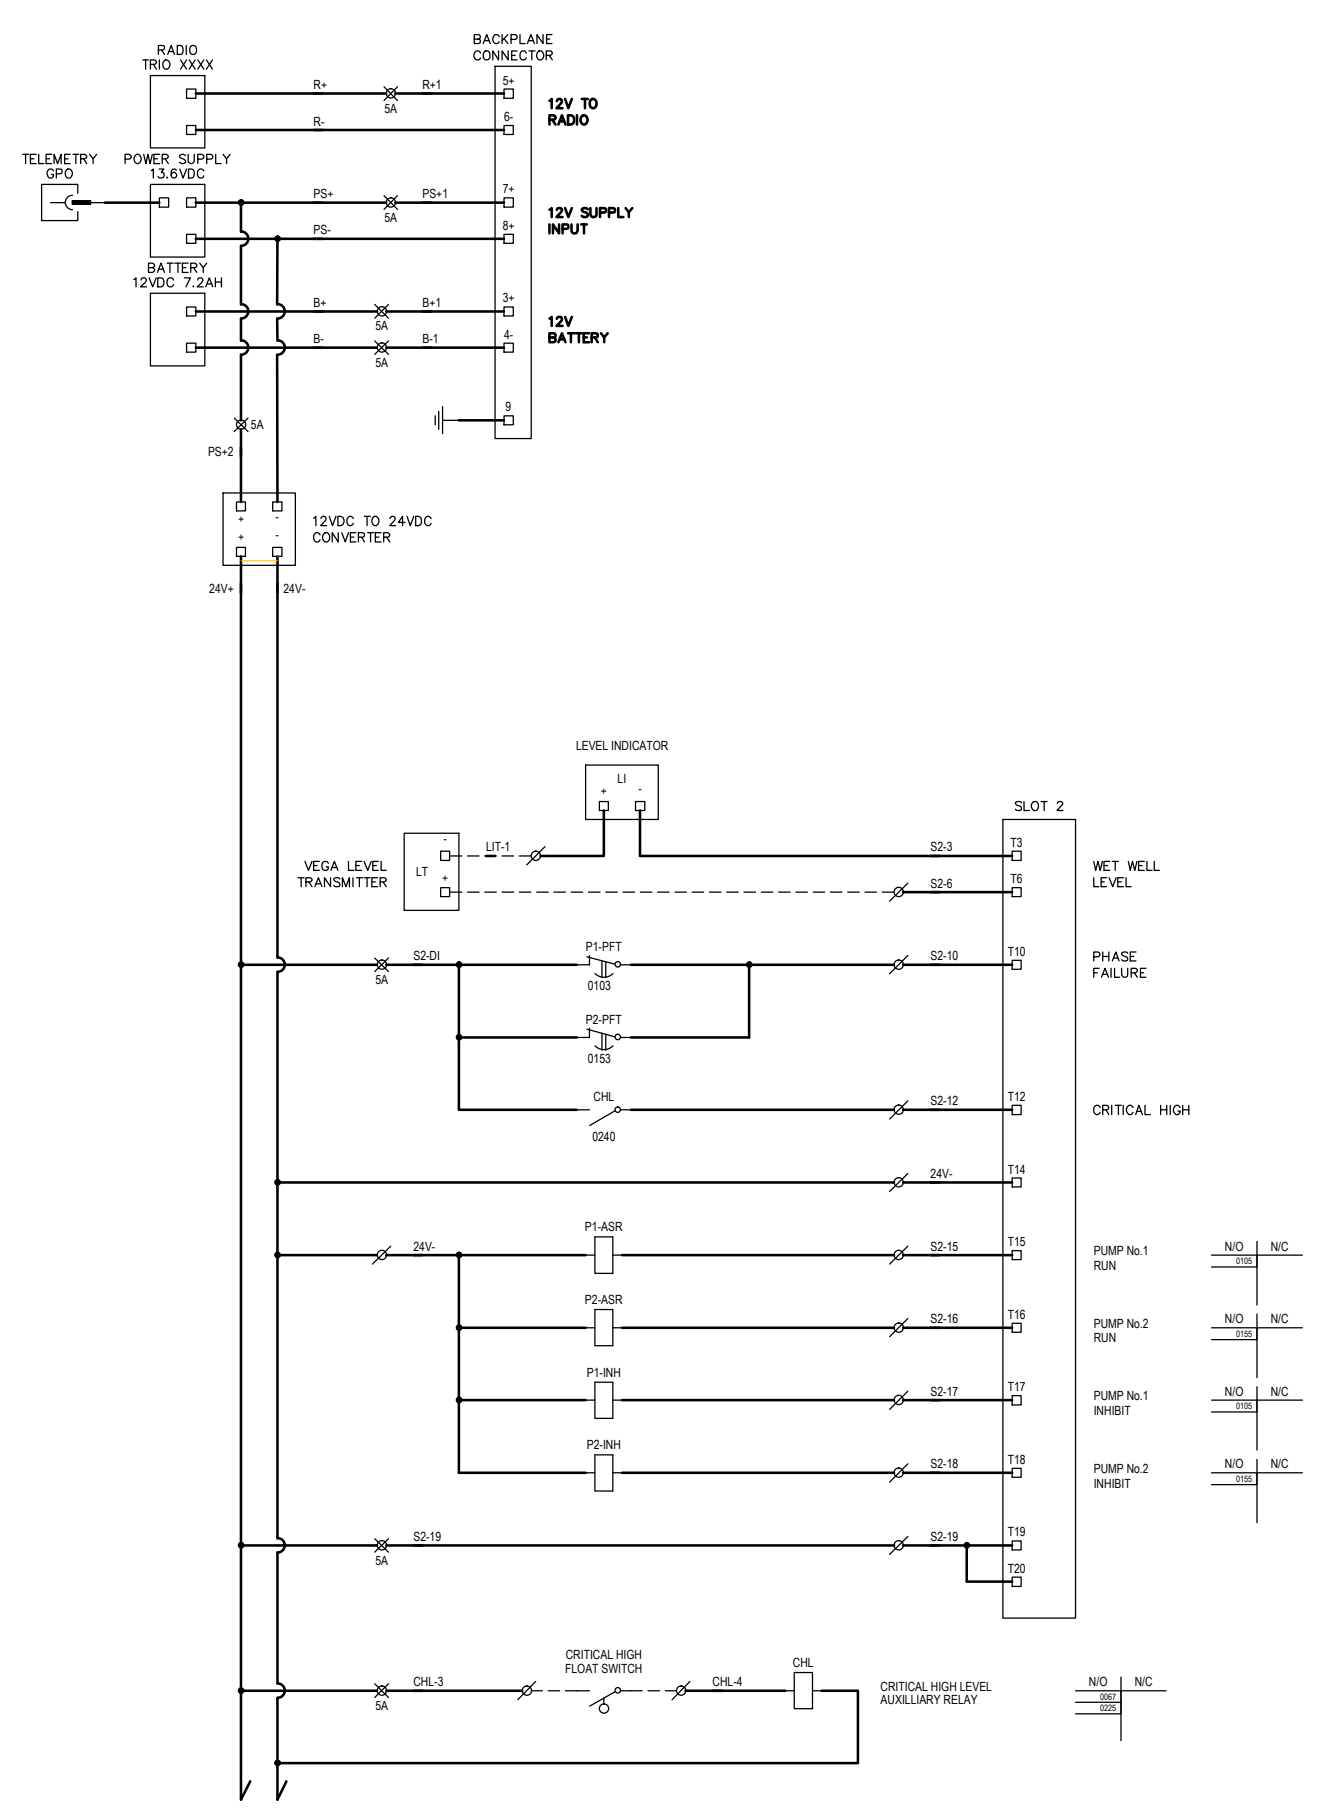 BACKPLANE
CONNECTOR
RADIO
TRIO XXXX
R+
R+1
5+
5A
12V TO
RADIO
R-
6-
TELEMETRY
GPO
POWER SUPPLY
13.6VDC
PS+
PS+1
7+
5A
12V SUPPLY
INPUT
PS-
8+
BATTERY
12VDC 7.2AH
B+
B+1
3+
5A
12V
BATTERY
B-
B-1
4-
5A
9
5A
PS+2
+ -
+ -
12VDC TO 24VDC
CONVERTER
24V+
24V-
LEVEL INDICATOR
LI
+ -
SLOT 2
VEGA LEVEL
TRANSMITTER
LT
-
+
LIT-1
S2-3
T3
WET WELL
LEVEL
S2-6
T6
S2-DI
5A
P1-PFT
0103
S2-10
T10
PHASE
FAILURE
P2-PFT
0153
CHL
0240
S2-12
T12
CRITICAL HIGH
24V-
T14
24V-
P1-ASR
S2-15
T15
PUMP No.1
RUN
N/O N/C
0105
P2-ASR
S2-16
T16
PUMP No.2
RUN
N/O N/C
0155
P1-INH
S2-17
T17
PUMP No.1
INHIBIT
N/O N/C
0105
P2-INH
S2-18
T18
PUMP No.2
INHIBIT
N/O N/C
0155
S2-19
5A
S2-19
T19
T20
CRITICAL HIGH
FLOAT SWITCH
CHL-3
5A
CHL-4
CHL
CRITICAL HIGH LEVEL
AUXILLIARY RELAY
N/O N/C
0067
0225